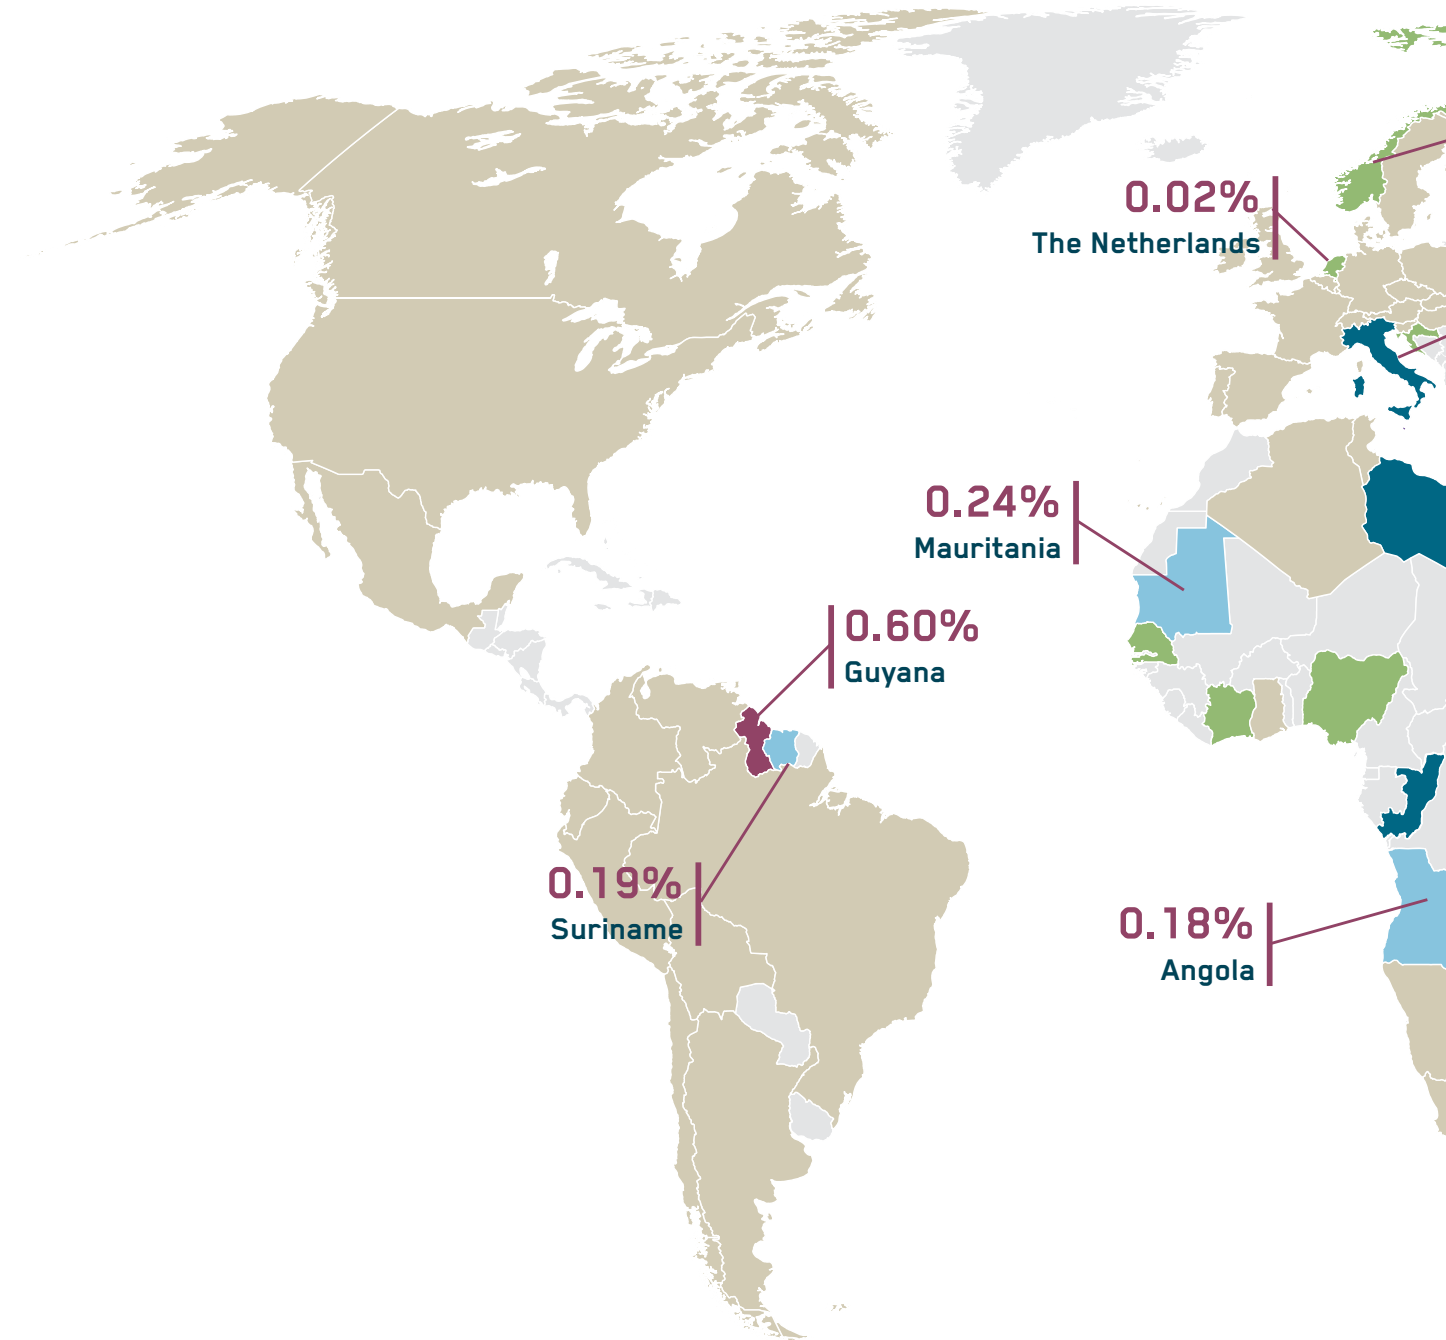 0.02%
The Netherlands
0.24%
Mauritania
0.60%
Guyana
0.19%
Suriname
0.18%
Angola